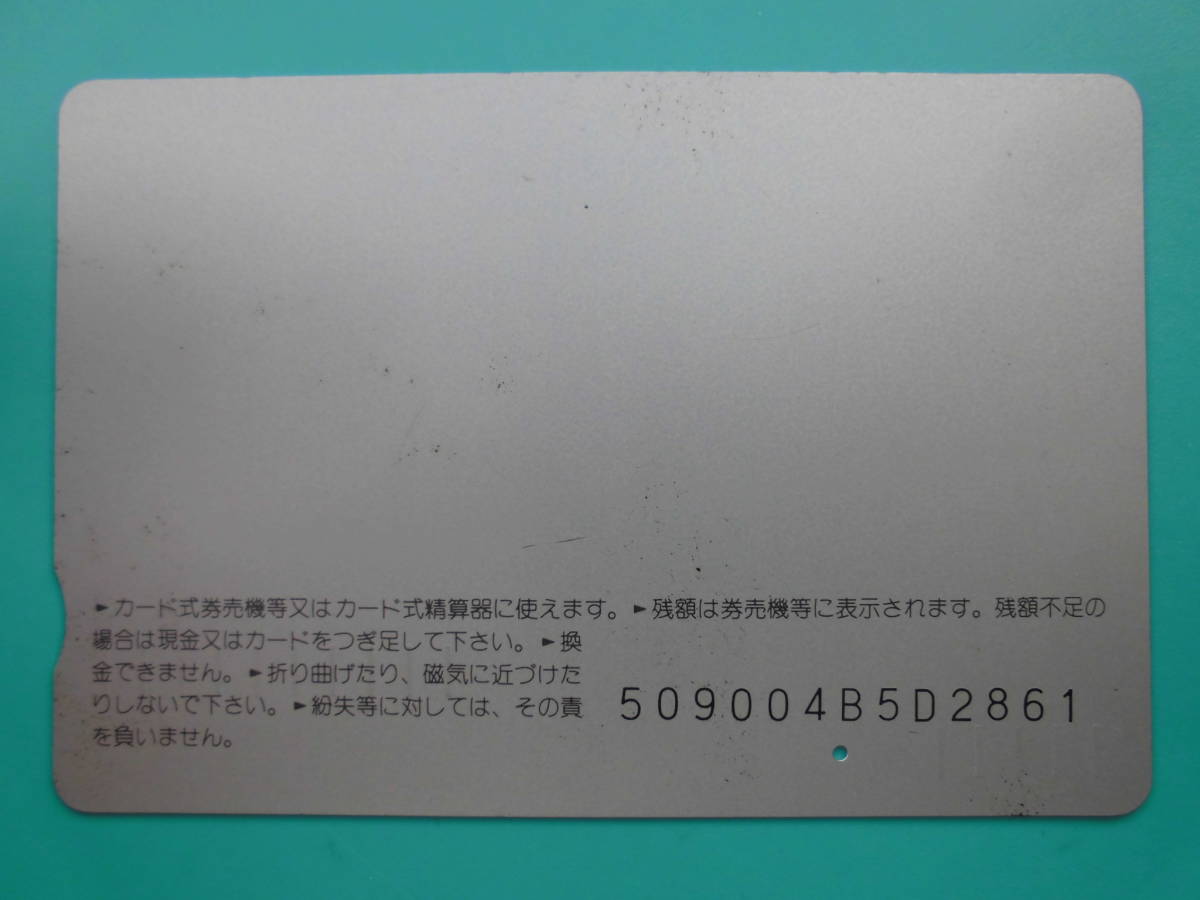 ►カード式券売機等又はカード式精算器に使えます。►残額は券売機等に表示されます。残額不足の
場合は現金又はカードをつぎ足して下さい。►換
金できません。►折り曲げたり、磁気に近づけた
りしないで下さい。►紛失等に対しては、その責
を負いません。
509004B5D2861